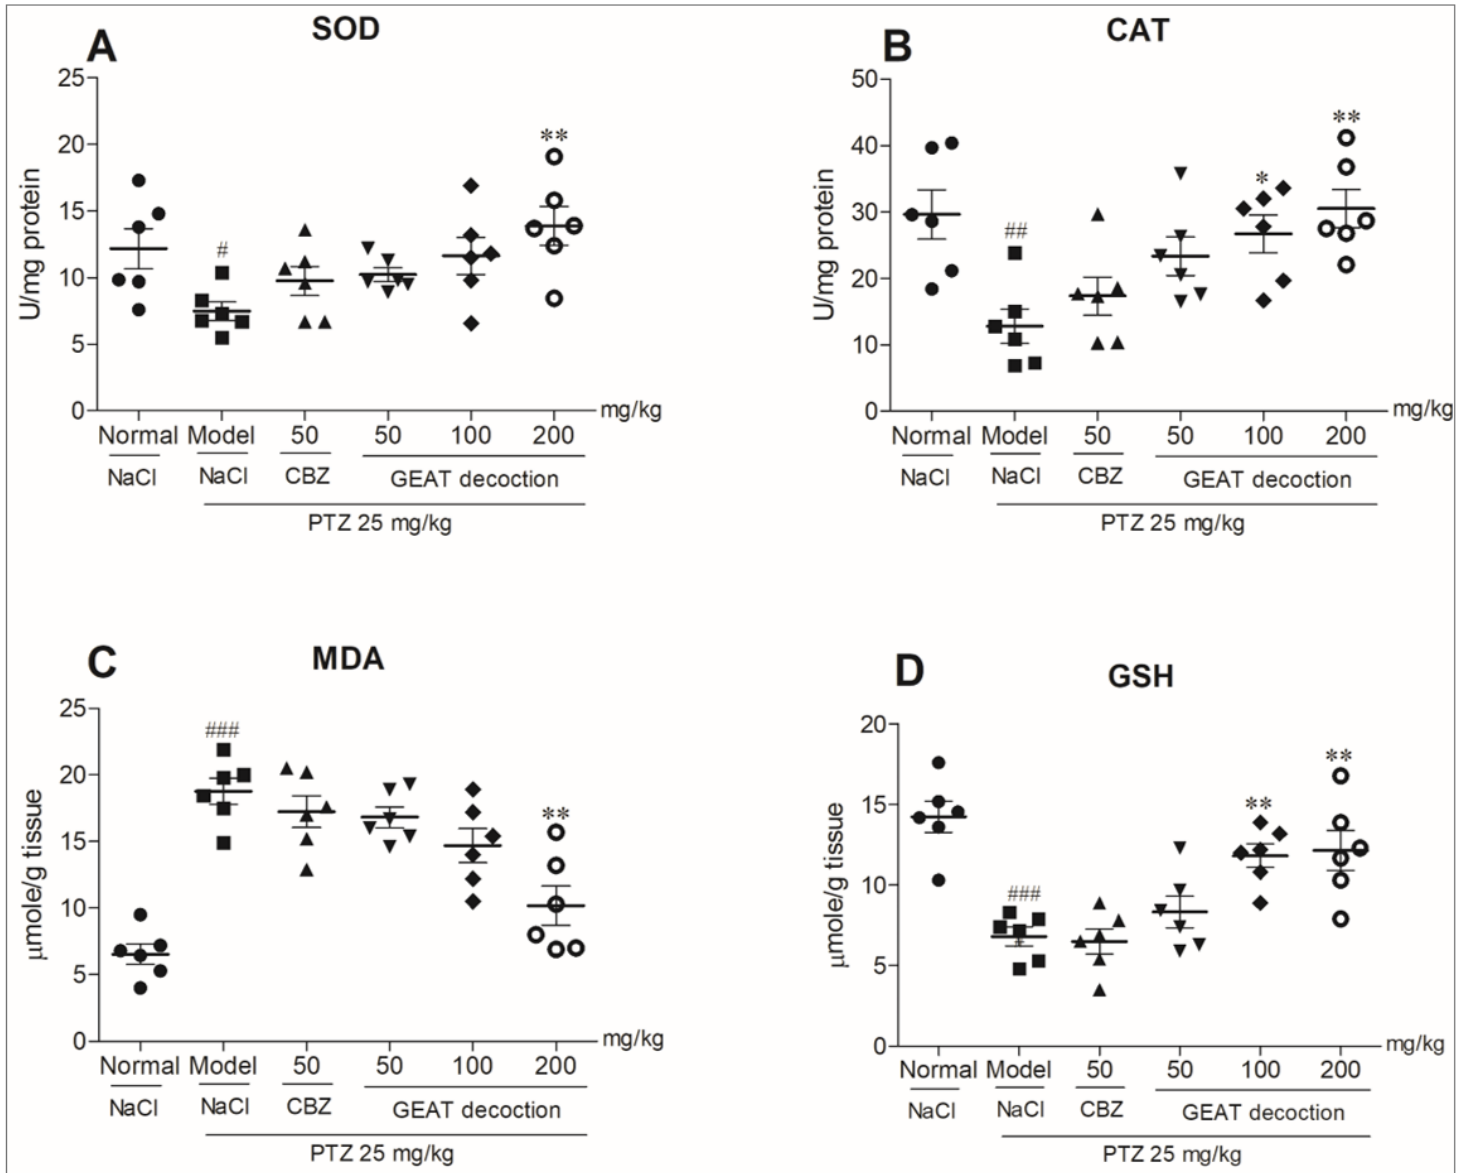 A
SOD
25
20
15
10
5
0
U/mg protein
#
**
mg/kg
Normal Model 50 50 100 200
NaCl NaCl CBZ GEAT decoction
PTZ 25 mg/kg
B
CAT
50
40
30
20
10
0
U/mg protein
##
*
**
mg/kg
Normal Model 50 50 100 200
NaCl NaCl CBZ GEAT decoction
PTZ 25 mg/kg
C
MDA
25
20
15
10
5
0
µmole/g tissue
###
**
mg/kg
Normal Model 50 50 100 200
NaCl NaCl CBZ GEAT decoction
PTZ 25 mg/kg
D
GSH
20
15
10
5
0
µmole/g tissue
###
**
**
mg/kg
Normal Model 50 50 100 200
NaCl NaCl CBZ GEAT decoction
PTZ 25 mg/kg